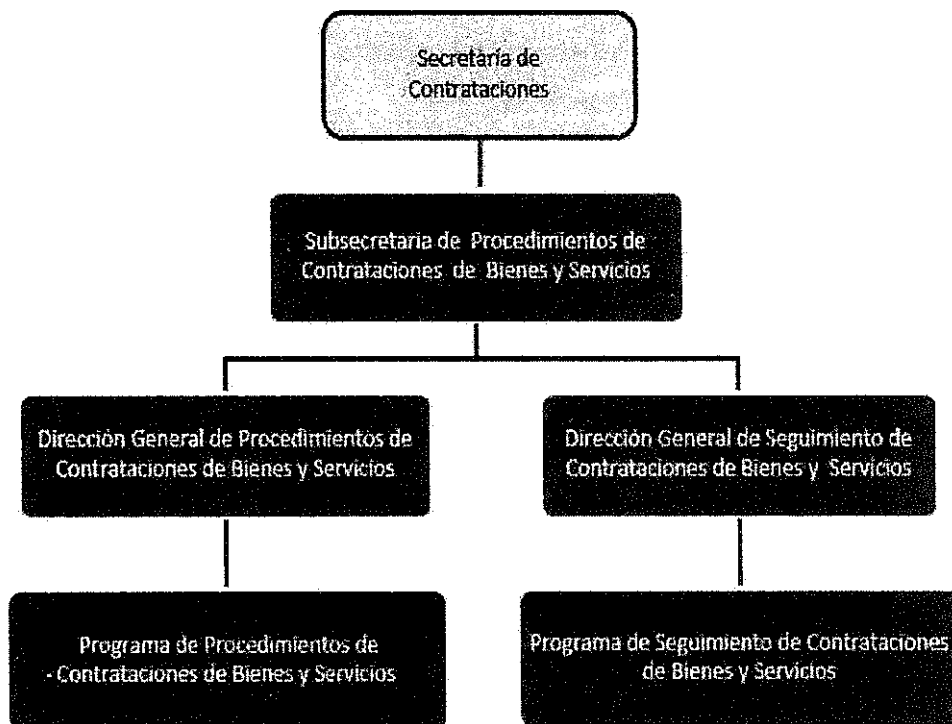 Secretaría de
Contrataciones
Subsecretaria de Procedimientos de
Contrataciones de Bienes y Servicios
Dirección General de Procedimientos de
Contrataciones de Bienes y Servicios
Dirección General de Seguimiento de
Contrataciones de Bienes y Servicios
Programa de Procedimientos de
Contrataciones de Bienes y Servicios
Programa de Seguimiento de Contrataciones
de Bienes y Servicios